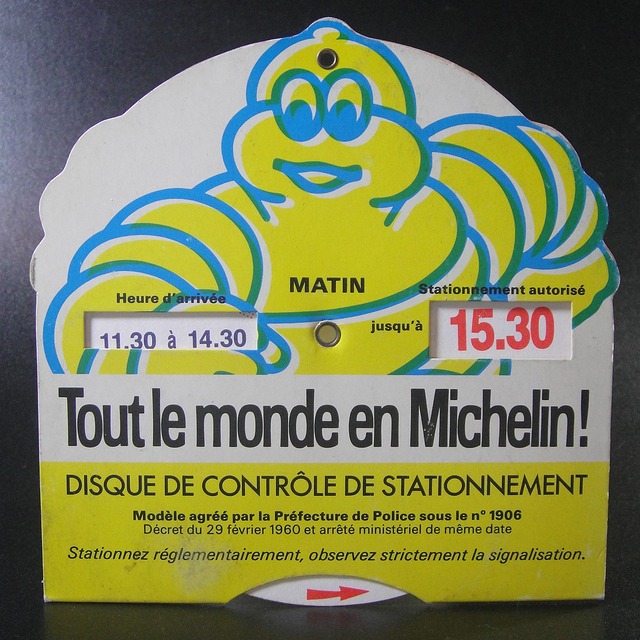 MATIN
Heure d'arrivée
Stationnement autorisé
11.30 à 14.30
jusqu'à
15.30
Tout le monde en Michelin!
DISQUE DE CONTRÔLE DE STATIONNEMENT
Modèle agréé par la Préfecture de Police sous le n° 1906
Décret du 29 février 1960 et arrêté ministériel de même date
Stationnez réglementairement, observez strictement la signalisation.